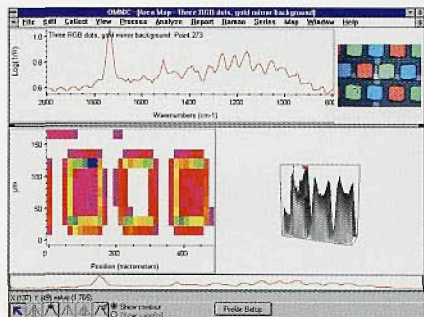 OMNIC - [Area Map - Three RGB dots, gold mirror background]
File Edit Collect View Process Analyze Report Raman Series Map Window Help
Three RGB dots, gold mirror background Point 273
Log(1/R)
1.0
0.8
0.6
2000 1800 1600 1400 1200 1000 800
Wavenumbers (cm-1)
µm
150
100
50
0
0 200 400
Position (micrometers)
Show contour
Profile Setup